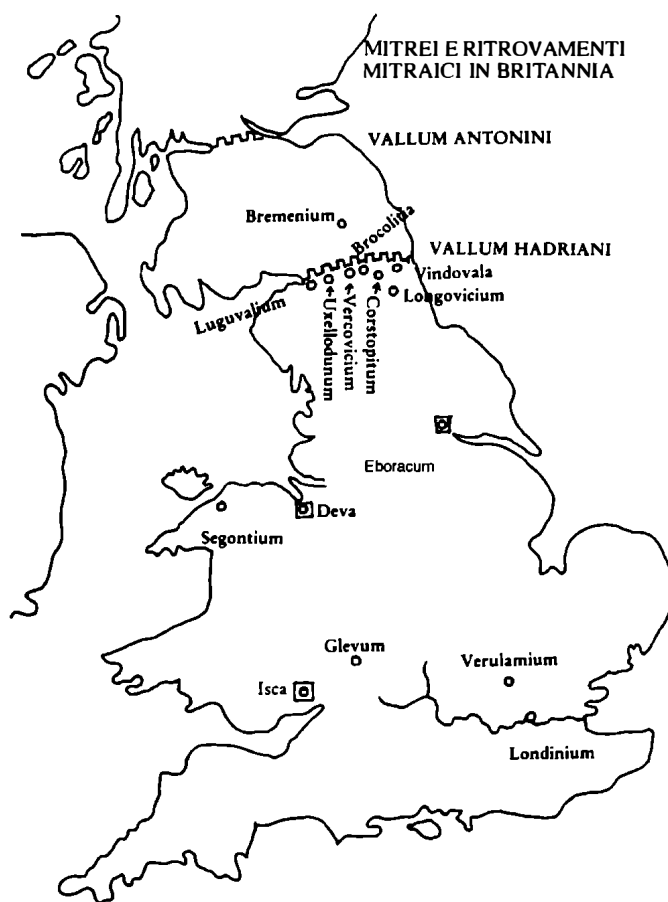 MITREI E RITROVAMENTI
MITRAICI IN BRITANNIA
VALLUM ANTONINI
Bremenium
Brocolitia
VALLUM HADRIANI
Vindovala
Longovicium
Luguvalium
Uxellodunum
Vercovicium
Corstopitum
Eboracum
Deva
Segontium
Glevum
Verulamium
Isca
Londinium